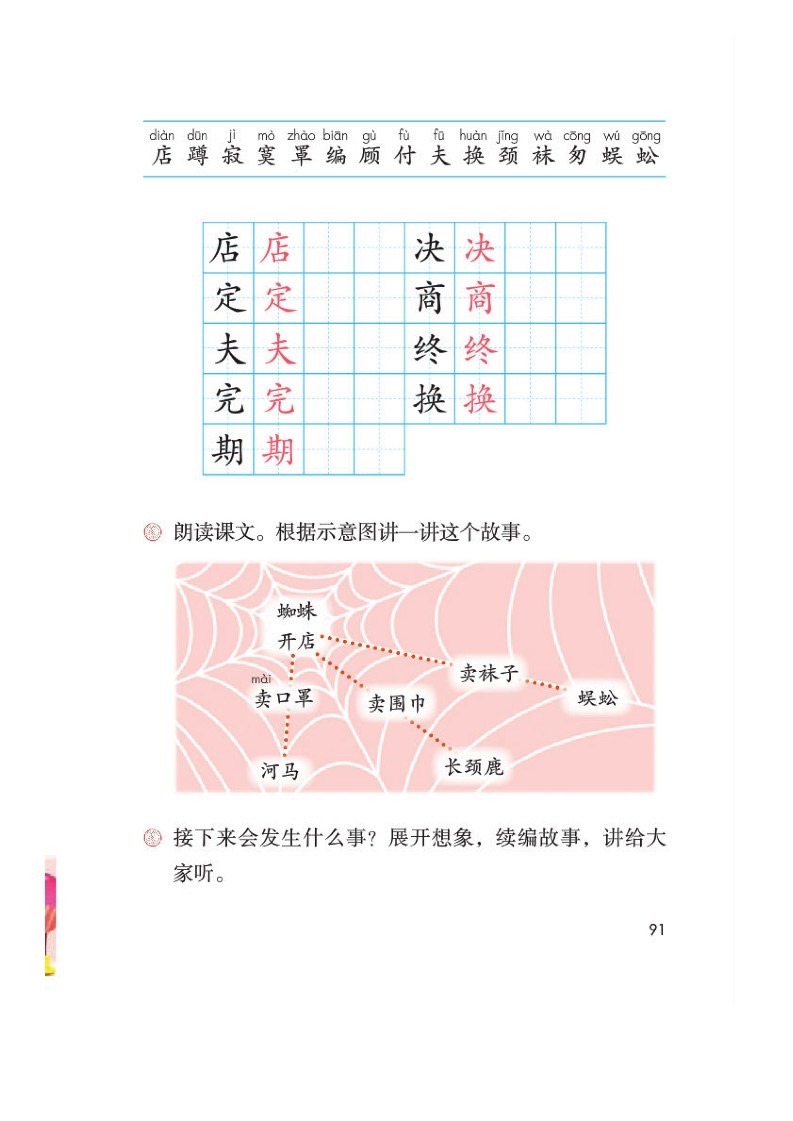 diàn dūn jì mò zhào biān gù fù fū huàn jǐng wà cōng wú gōng
店 蹲 寂 寞 罩 编 顾 付 夫 换 颈 袜 匆 蜈 蚣
店 店 决 决
定 定 商 商
夫 夫 终 终
完 完 换 换
期 期
朗读课文。根据示意图讲一讲这个故事。
蜘蛛
开店
卖袜子
mài
卖口罩
卖围巾
蜈蚣
河马
长颈鹿
接下来会发生什么事？展开想象，续编故事，讲给大
家听。
91